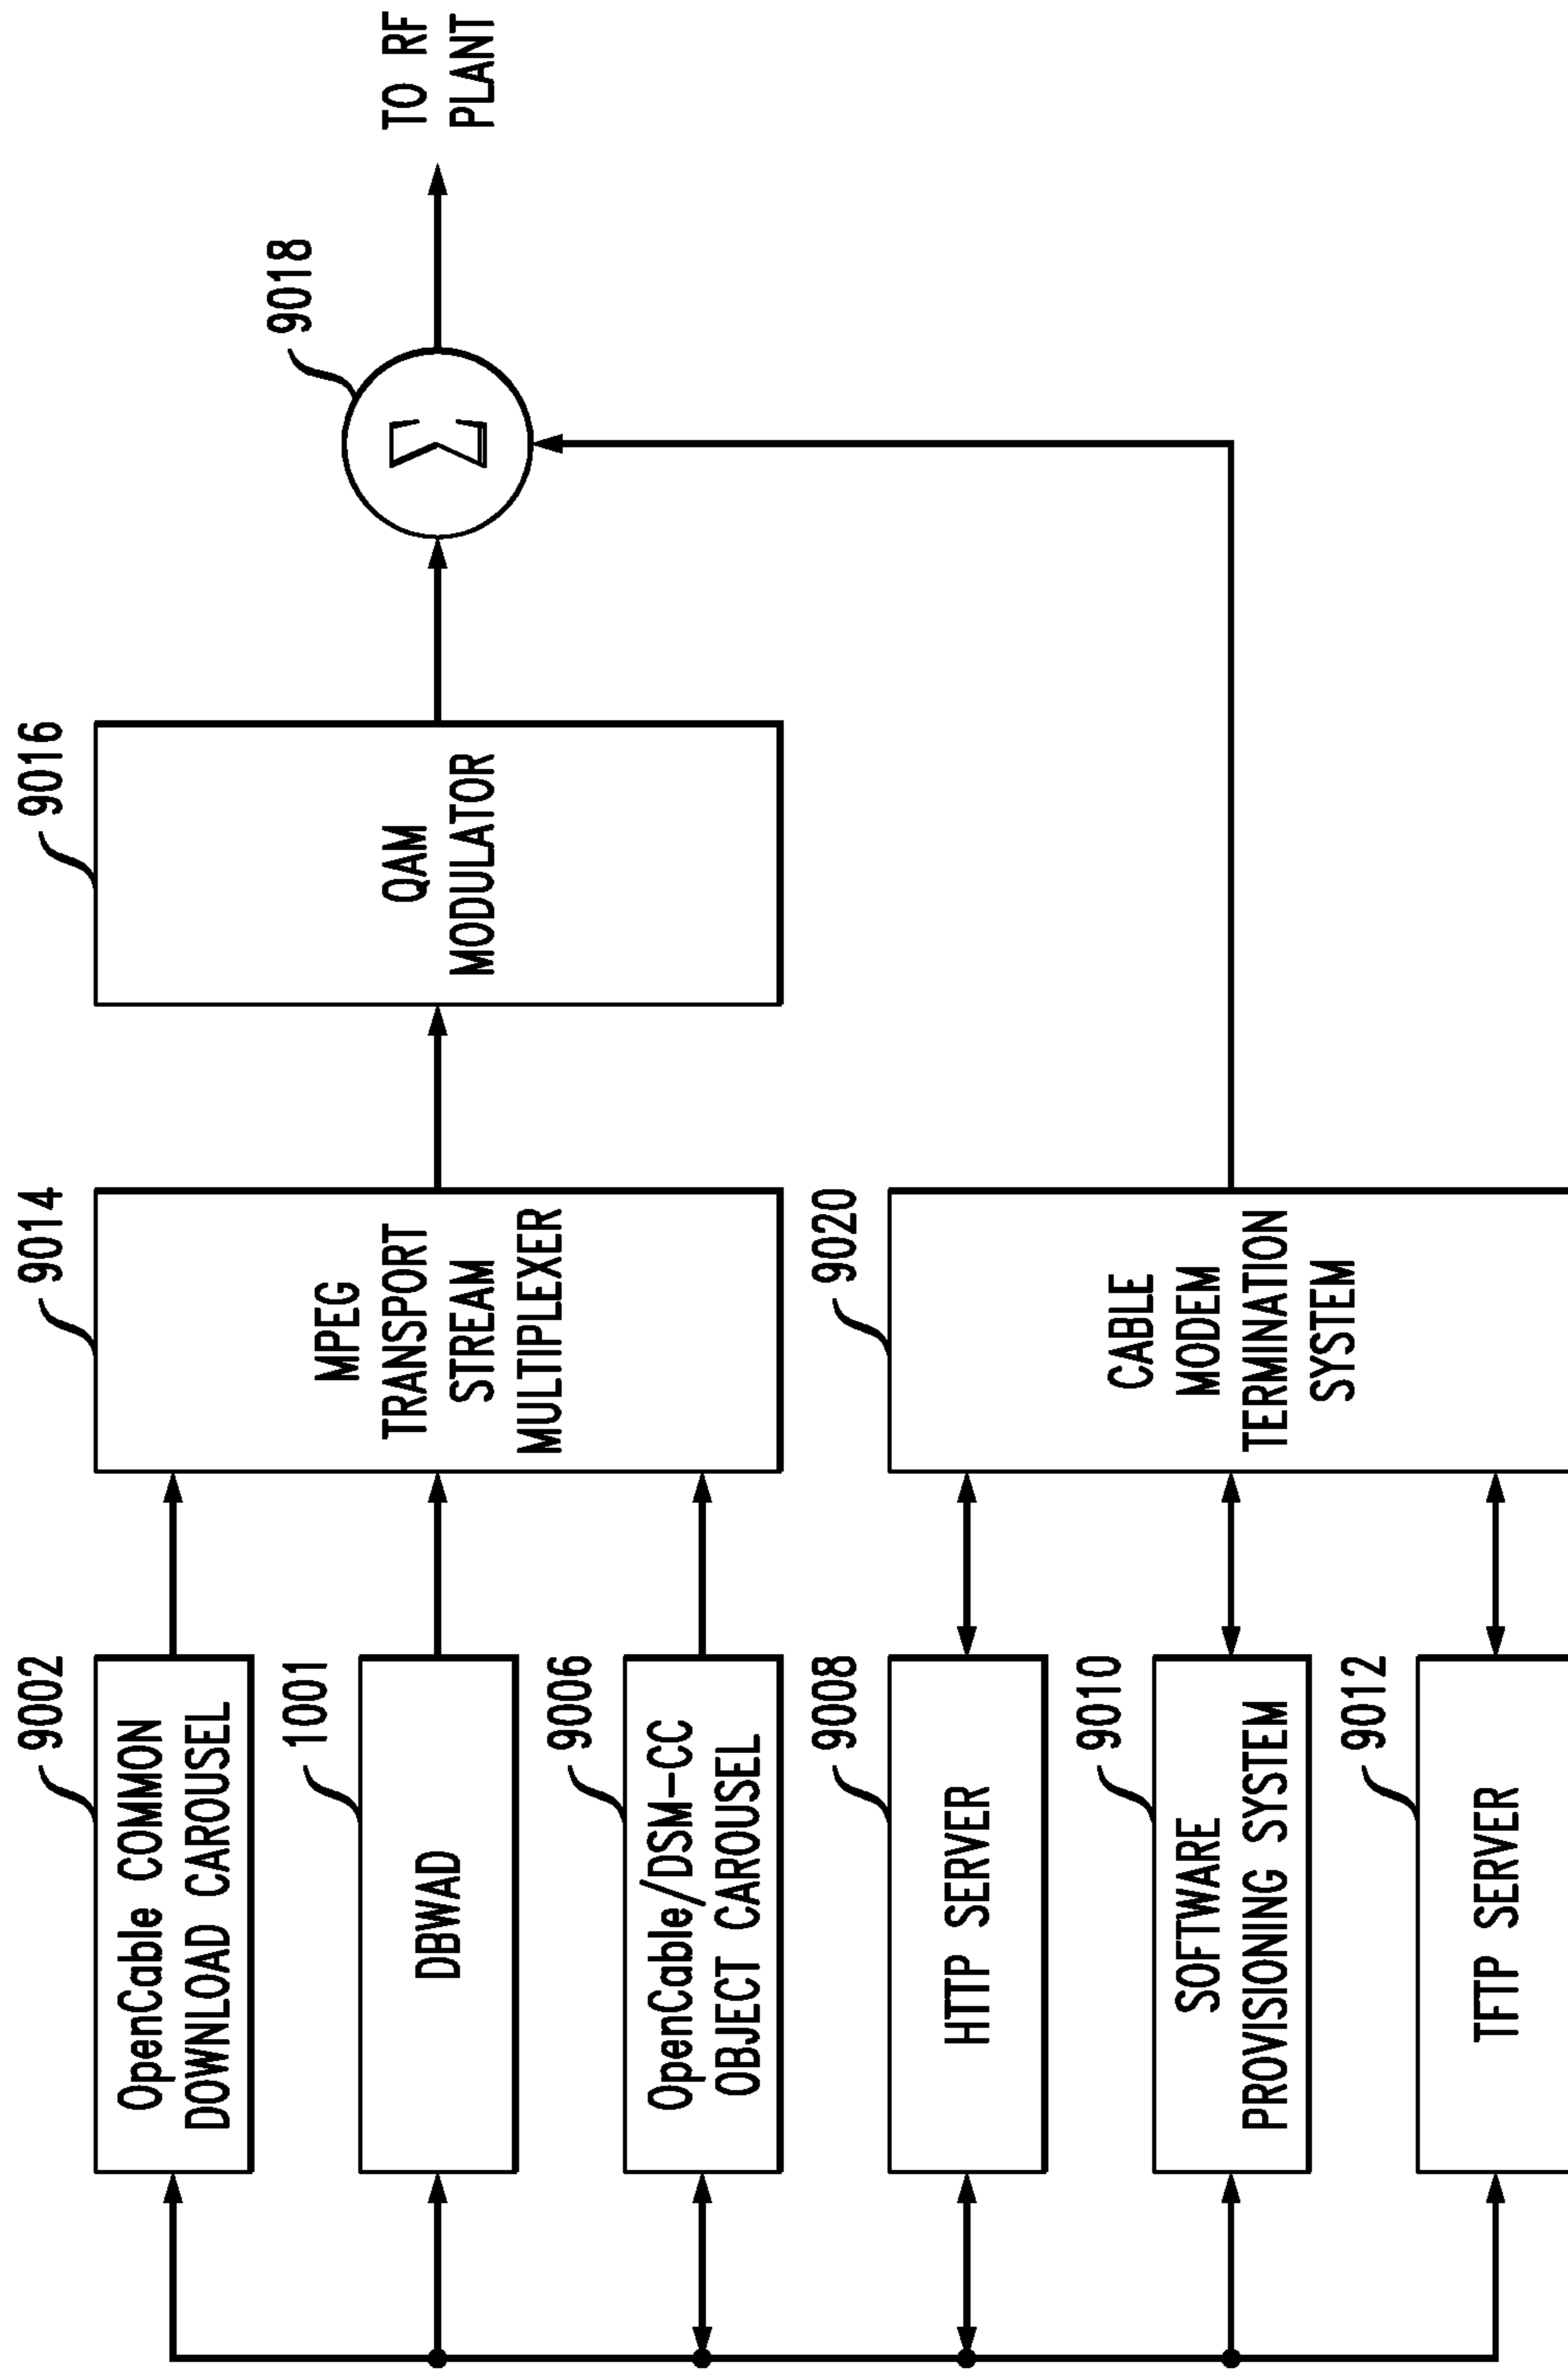 9002
OpenCable COMMON
DOWNLOAD CAROUSEL
1001
DBWAD
9006
OpenCable/DSM-CC
OBJECT CAROUSEL
9008
HTTP SERVER
9010
SOFTWARE
PROVISIONING SYSTEM
9012
TFTP SERVER
9014
MPEG
TRANSPORT
STREAM
MULTIPLEXER
9020
CABLE
MODEM
TERMINATION
SYSTEM
9016
QAM
MODULATOR
9018
Σ
TO RF
PLANT